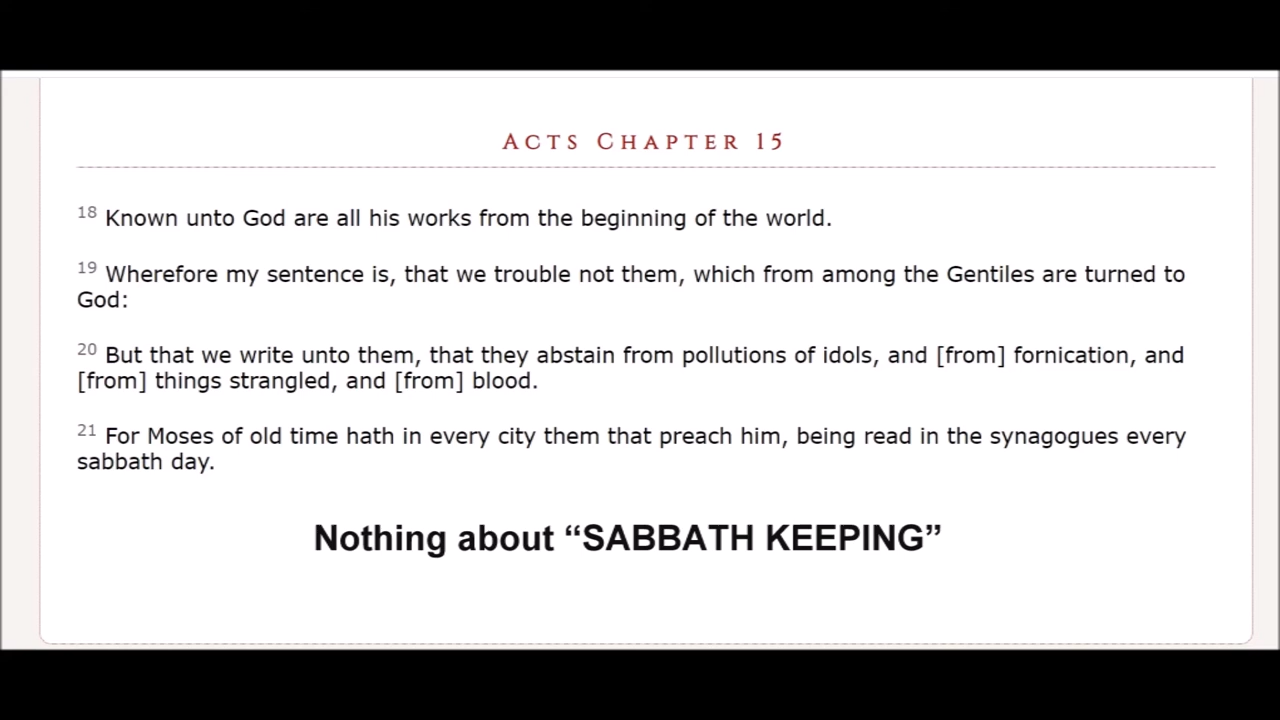 Acts Chapter 15
18 Known unto God are all his works from the beginning of the world.
19 Wherefore my sentence is, that we trouble not them, which from among the Gentiles are turned to
God:
20 But that we write unto them, that they abstain from pollutions of idols, and [from] fornication, and
[from] things strangled, and [from] blood.
21 For Moses of old time hath in every city them that preach him, being read in the synagogues every
sabbath day.
Nothing about “SABBATH KEEPING”